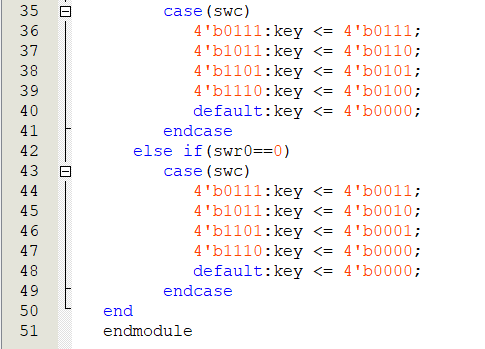 35 case(swc)
36 4'b0111:key <= 4'b0111;
37 4'b1011:key <= 4'b0110;
38 4'b1101:key <= 4'b0101;
39 4'b1110:key <= 4'b0100;
40 default:key <= 4'b0000;
41 endcase
42 else if(swr0==0)
43 case(swc)
44 4'b0111:key <= 4'b0011;
45 4'b1011:key <= 4'b0010;
46 4'b1101:key <= 4'b0001;
47 4'b1110:key <= 4'b0000;
48 default:key <= 4'b0000;
49 endcase
50 end
51 endmodule